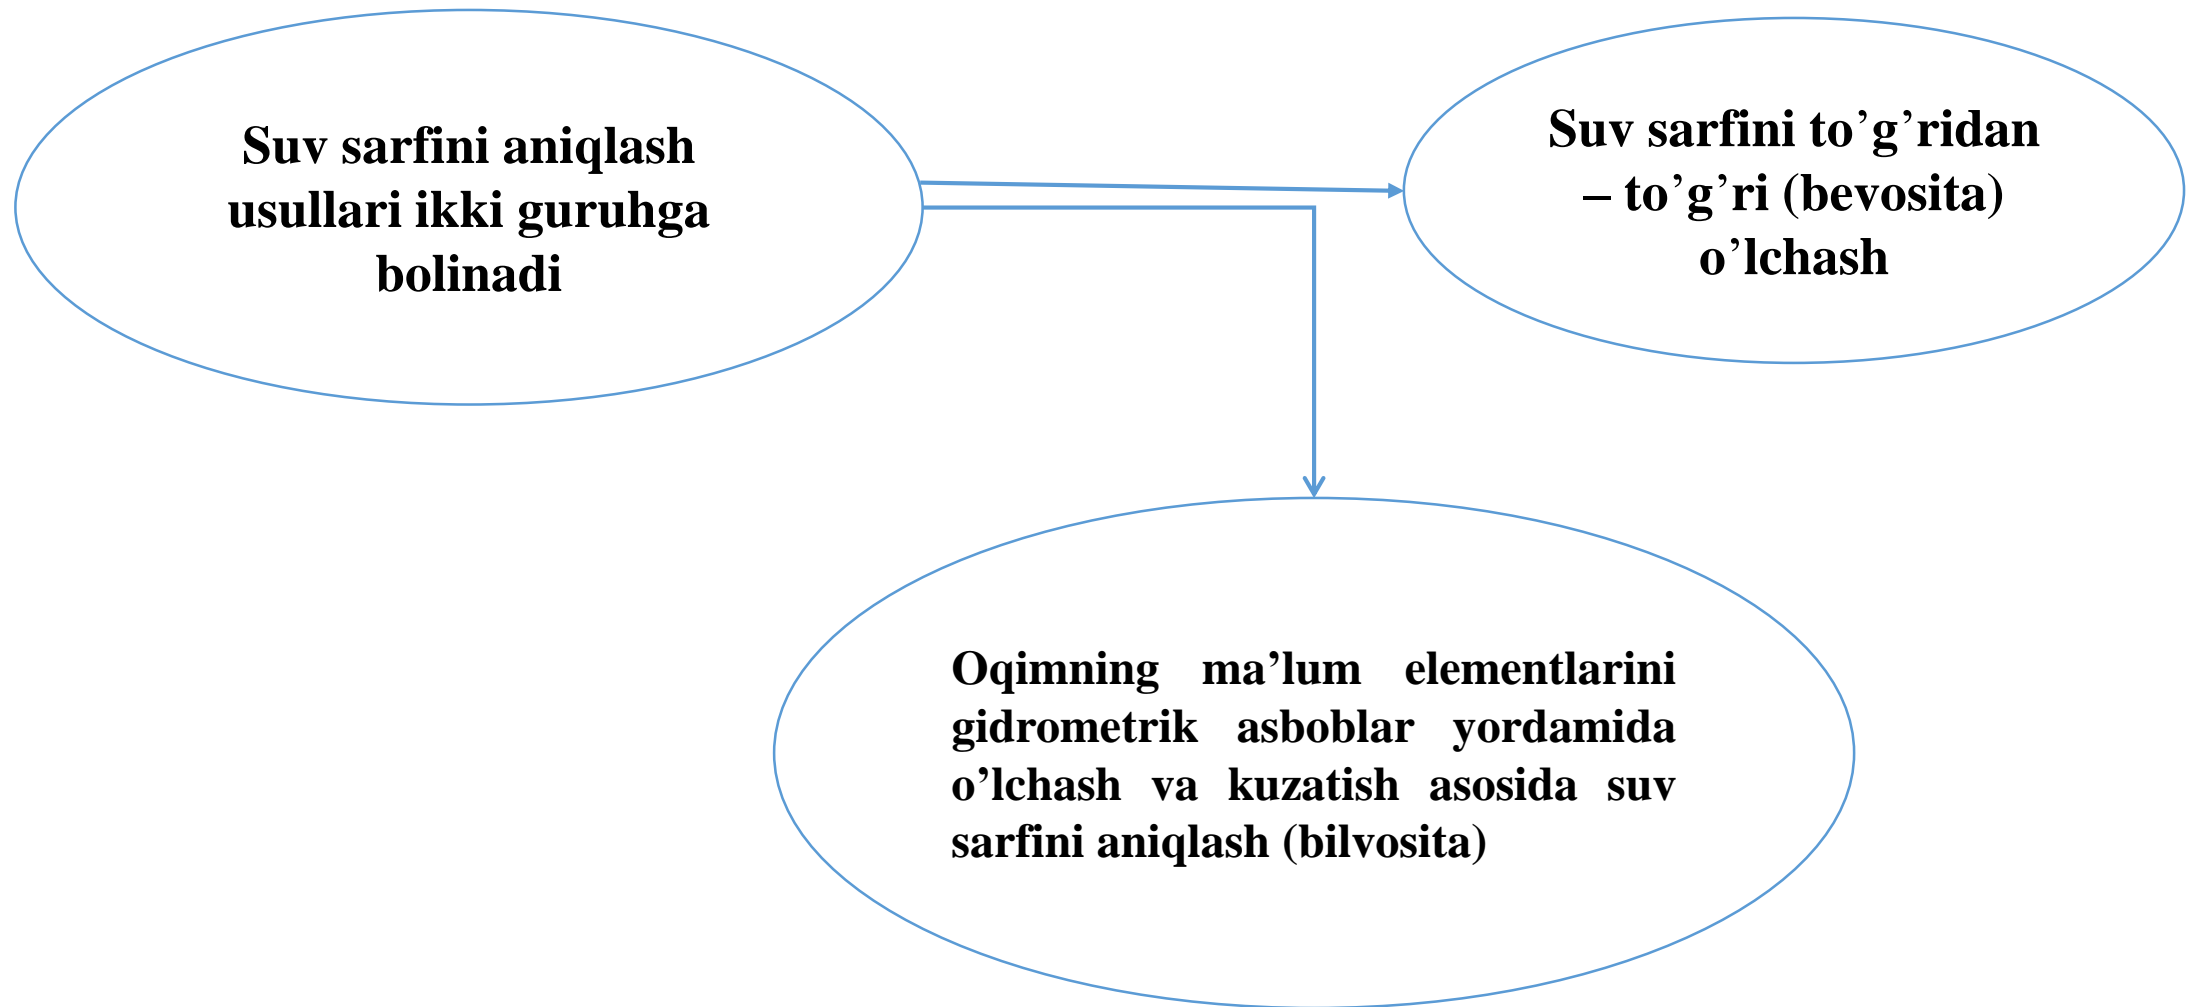 Suv sarfini aniqlash
usullari ikki guruhga
bolinadi
Suv sarfini to’g’ridan
– to’g’ri (bevosita)
o’lchash
Oqimning ma’lum elementlarini
gidrometrik asboblar yordamida
o’lchash va kuzatish asosida suv
sarfini aniqlash (bilvosita)